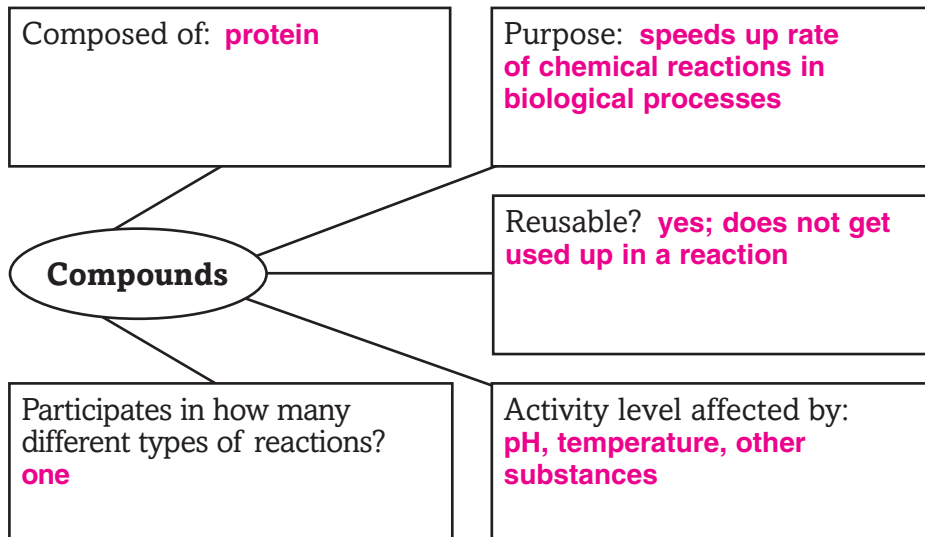 Composed of: protein
Purpose: speeds up rate
of chemical reactions in
biological processes
Compounds
Reusable? yes; does not get
used up in a reaction
Participates in how many
different types of reactions?
one
Activity level affected by:
pH, temperature, other
substances